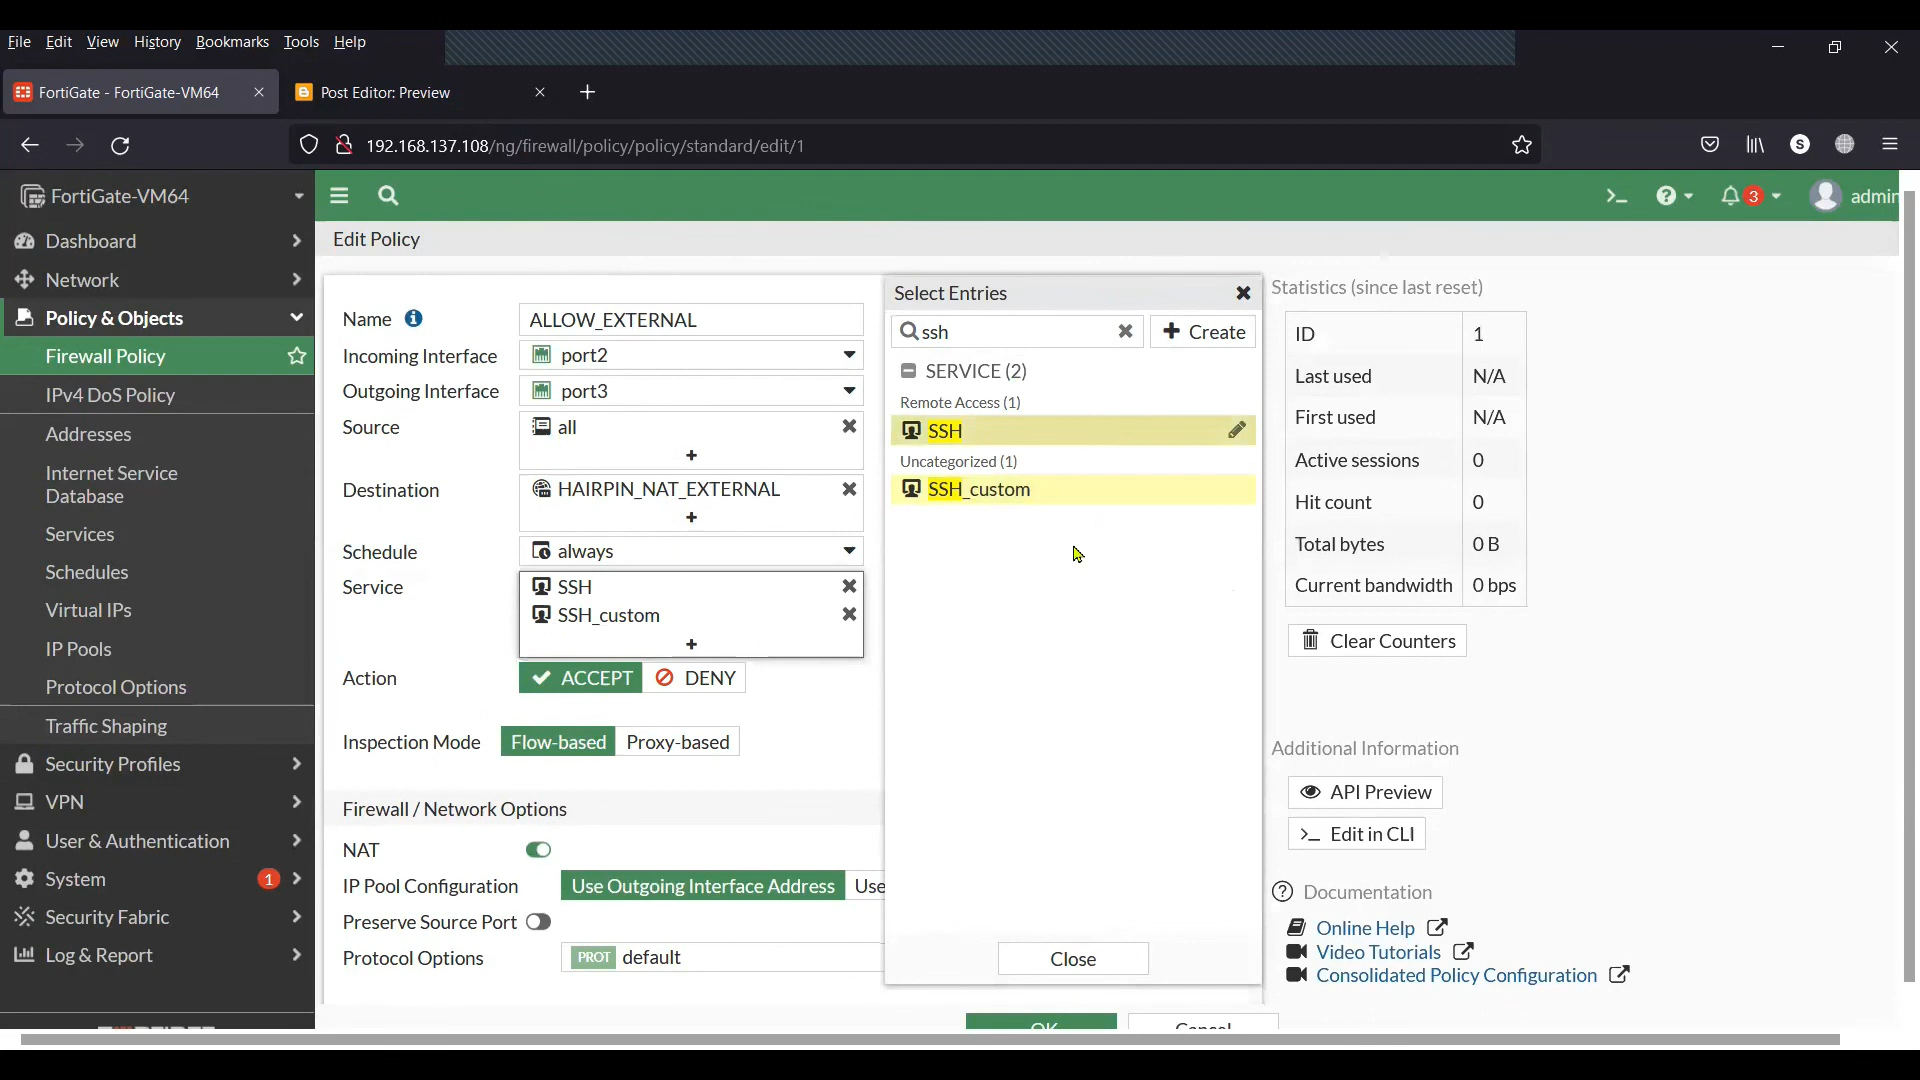 File Edit View History Bookmarks Tools Help
FortiGate - FortiGate-VM64
Post Editor: Preview
192.168.137.108/ng/firewall/policy/policy/standard/edit/1
S
FortiGate-VM64
3
admin
Dashboard
Network
Policy & Objects
Firewall Policy
IPv4 DoS Policy
Addresses
Internet Service
Database
Services
Schedules
Virtual IPs
IP Pools
Protocol Options
Traffic Shaping
Security Profiles
VPN
User & Authentication
System 1
Security Fabric
Log & Report
Edit Policy
Name ALLOW_EXTERNAL
Incoming Interface port2
Outgoing Interface port3
Source all
Destination HAIRPIN_NAT_EXTERNAL
Schedule always
Service SSH
SSH_custom
Action ACCEPT DENY
Inspection Mode Flow-based Proxy-based
Firewall / Network Options
NAT
IP Pool Configuration Use Outgoing Interface Address Use
Preserve Source Port
Protocol Options PROT default
OK Cancel
Select Entries
ssh
Create
SERVICE (2)
Remote Access (1)
SSH
Uncategorized (1)
SSH_custom
Close
Statistics (since last reset)
ID 1
Last used N/A
First used N/A
Active sessions 0
Hit count 0
Total bytes 0 B
Current bandwidth 0 bps
Clear Counters
Additional Information
API Preview
>_ Edit in CLI
Documentation
Online Help
Video Tutorials
Consolidated Policy Configuration